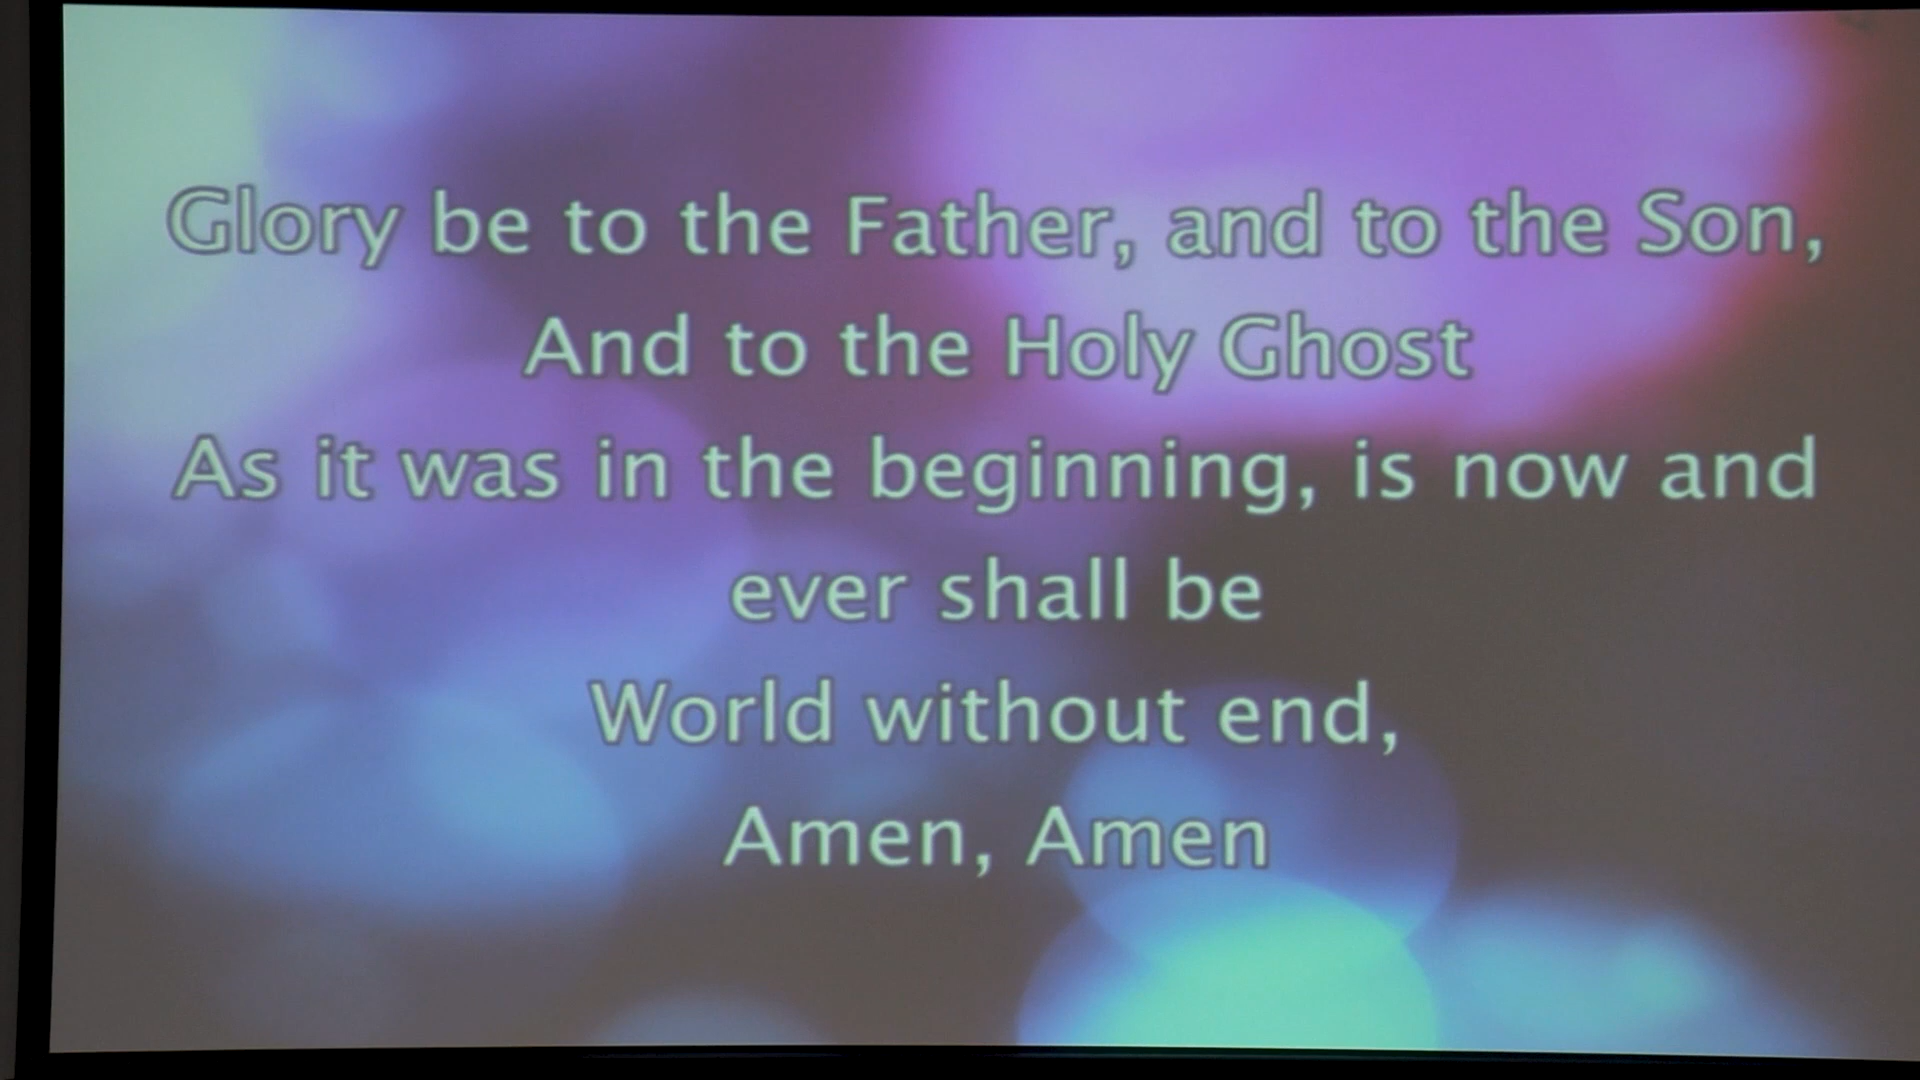 Glory be to the Father, and to the Son,
And to the Holy Ghost
As it was in the beginning, is now and
ever shall be
World without end,
Amen, Amen